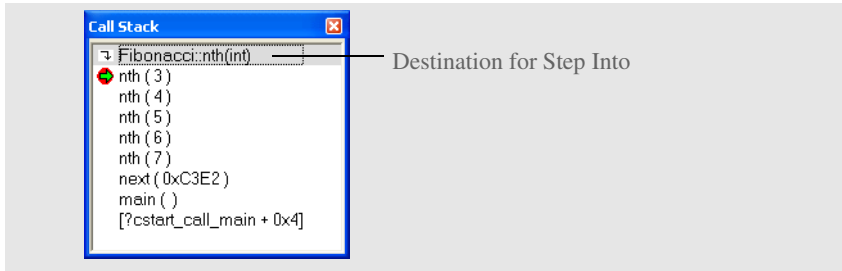 Call Stack
Fibonacci::nth(int)
Destination for Step Into
nth ( 3 )
nth ( 4 )
nth ( 5 )
nth ( 6 )
nth ( 7 )
next ( 0xC3E2 )
main ( )
[?cstart_call_main + 0x4]